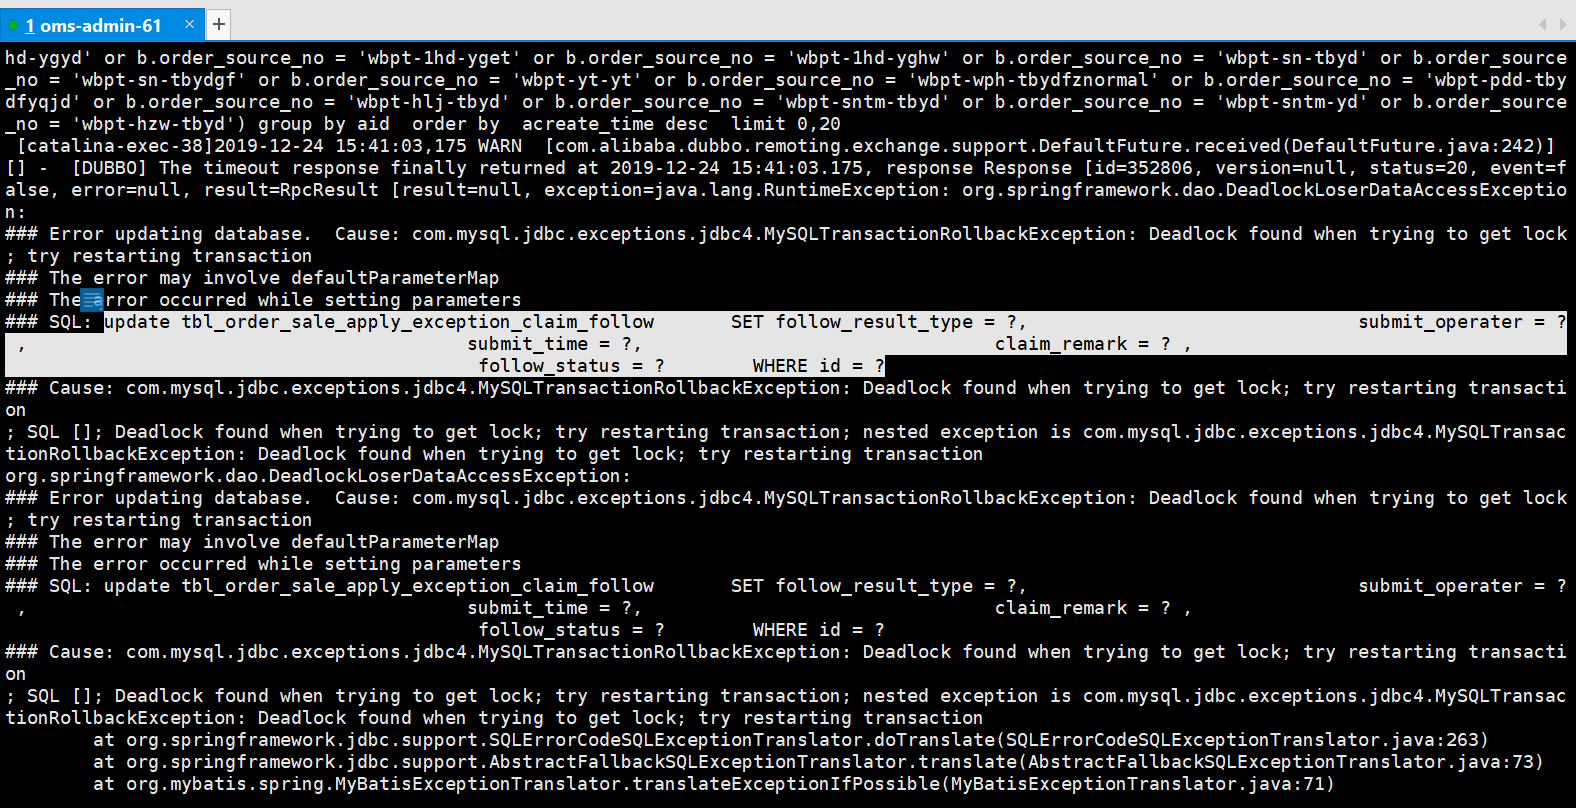 1 oms-admin-61 × +
hd-ygyd' or b.order_source_no = 'wbpt-1hd-yget' or b.order_source_no = 'wbpt-1hd-yghw' or b.order_source_no = 'wbpt-sn-tbyd' or b.order_source
_no = 'wbpt-sn-tbydgf' or b.order_source_no = 'wbpt-yt-yt' or b.order_source_no = 'wbpt-wph-tbydfznormal' or b.order_source_no = 'wbpt-pdd-tby
dfyqjd' or b.order_source_no = 'wbpt-hlj-tbyd' or b.order_source_no = 'wbpt-sntm-tbyd' or b.order_source_no = 'wbpt-sntm-yd' or b.order_source
_no = 'wbpt-hzw-tbyd') group by aid  order by  acreate_time desc  limit 0,20
[catalina-exec-38]2019-12-24 15:41:03,175 WARN  [com.alibaba.dubbo.remoting.exchange.support.DefaultFuture.received(DefaultFuture.java:242)]
[] -  [DUBBO] The timeout response finally returned at 2019-12-24 15:41:03.175, response Response [id=352806, version=null, status=20, event=f
alse, error=null, result=RpcResult [result=null, exception=java.lang.RuntimeException: org.springframework.dao.DeadlockLoserDataAccessExceptio
n:
### Error updating database.  Cause: com.mysql.jdbc.exceptions.jdbc4.MySQLTransactionRollbackException: Deadlock found when trying to get lock
; try restarting transaction
### The error may involve defaultParameterMap
### The error occurred while setting parameters
### SQL: update tbl_order_sale_apply_exception_claim_follow       SET follow_result_type = ?,                              submit_operater = ?
,                                        submit_time = ?,                                claim_remark = ? ,
follow_status = ?        WHERE id = ?
### Cause: com.mysql.jdbc.exceptions.jdbc4.MySQLTransactionRollbackException: Deadlock found when trying to get lock; try restarting transacti
on
; SQL []; Deadlock found when trying to get lock; try restarting transaction; nested exception is com.mysql.jdbc.exceptions.jdbc4.MySQLTransac
tionRollbackException: Deadlock found when trying to get lock; try restarting transaction
org.springframework.dao.DeadlockLoserDataAccessException:
### Error updating database.  Cause: com.mysql.jdbc.exceptions.jdbc4.MySQLTransactionRollbackException: Deadlock found when trying to get lock
; try restarting transaction
### The error may involve defaultParameterMap
### The error occurred while setting parameters
### SQL: update tbl_order_sale_apply_exception_claim_follow       SET follow_result_type = ?,                              submit_operater = ?
,                                        submit_time = ?,                                claim_remark = ? ,
follow_status = ?        WHERE id = ?
### Cause: com.mysql.jdbc.exceptions.jdbc4.MySQLTransactionRollbackException: Deadlock found when trying to get lock; try restarting transacti
on
; SQL []; Deadlock found when trying to get lock; try restarting transaction; nested exception is com.mysql.jdbc.exceptions.jdbc4.MySQLTransac
tionRollbackException: Deadlock found when trying to get lock; try restarting transaction
at org.springframework.jdbc.support.SQLErrorCodeSQLExceptionTranslator.doTranslate(SQLErrorCodeSQLExceptionTranslator.java:263)
at org.springframework.jdbc.support.AbstractFallbackSQLExceptionTranslator.translate(AbstractFallbackSQLExceptionTranslator.java:73)
at org.mybatis.spring.MyBatisExceptionTranslator.translateExceptionIfPossible(MyBatisExceptionTranslator.java:71)